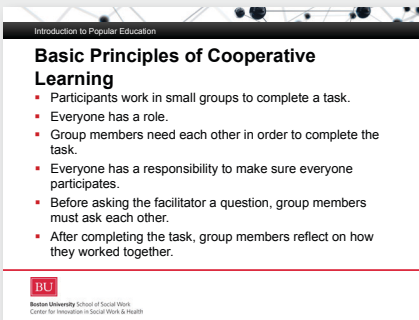 Introduction to Popular Education
Basic Principles of Cooperative
Learning
▪ Participants work in small groups to complete a task.
▪ Everyone has a role.
▪ Group members need each other in order to complete the
task.
▪ Everyone has a responsibility to make sure everyone
participates.
▪ Before asking the facilitator a question, group members
must ask each other.
▪ After completing the task, group members reflect on how
they worked together.
BU
Boston University School of Social Work
Center for Innovation in Social Work & Health